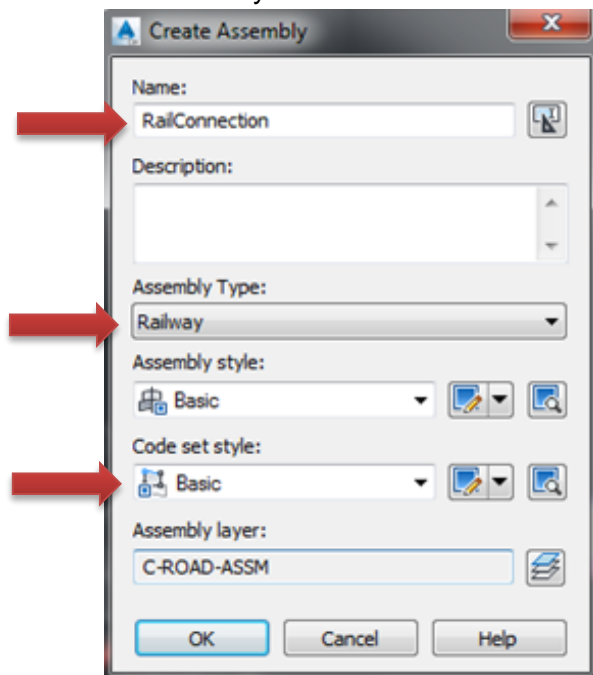 Create Assembly
Name:
RailConnection
Description:
Assembly Type:
Railway
Assembly style:
Basic
Code set style:
Basic
Assembly layer:
C-ROAD-ASSM
OK Cancel Help